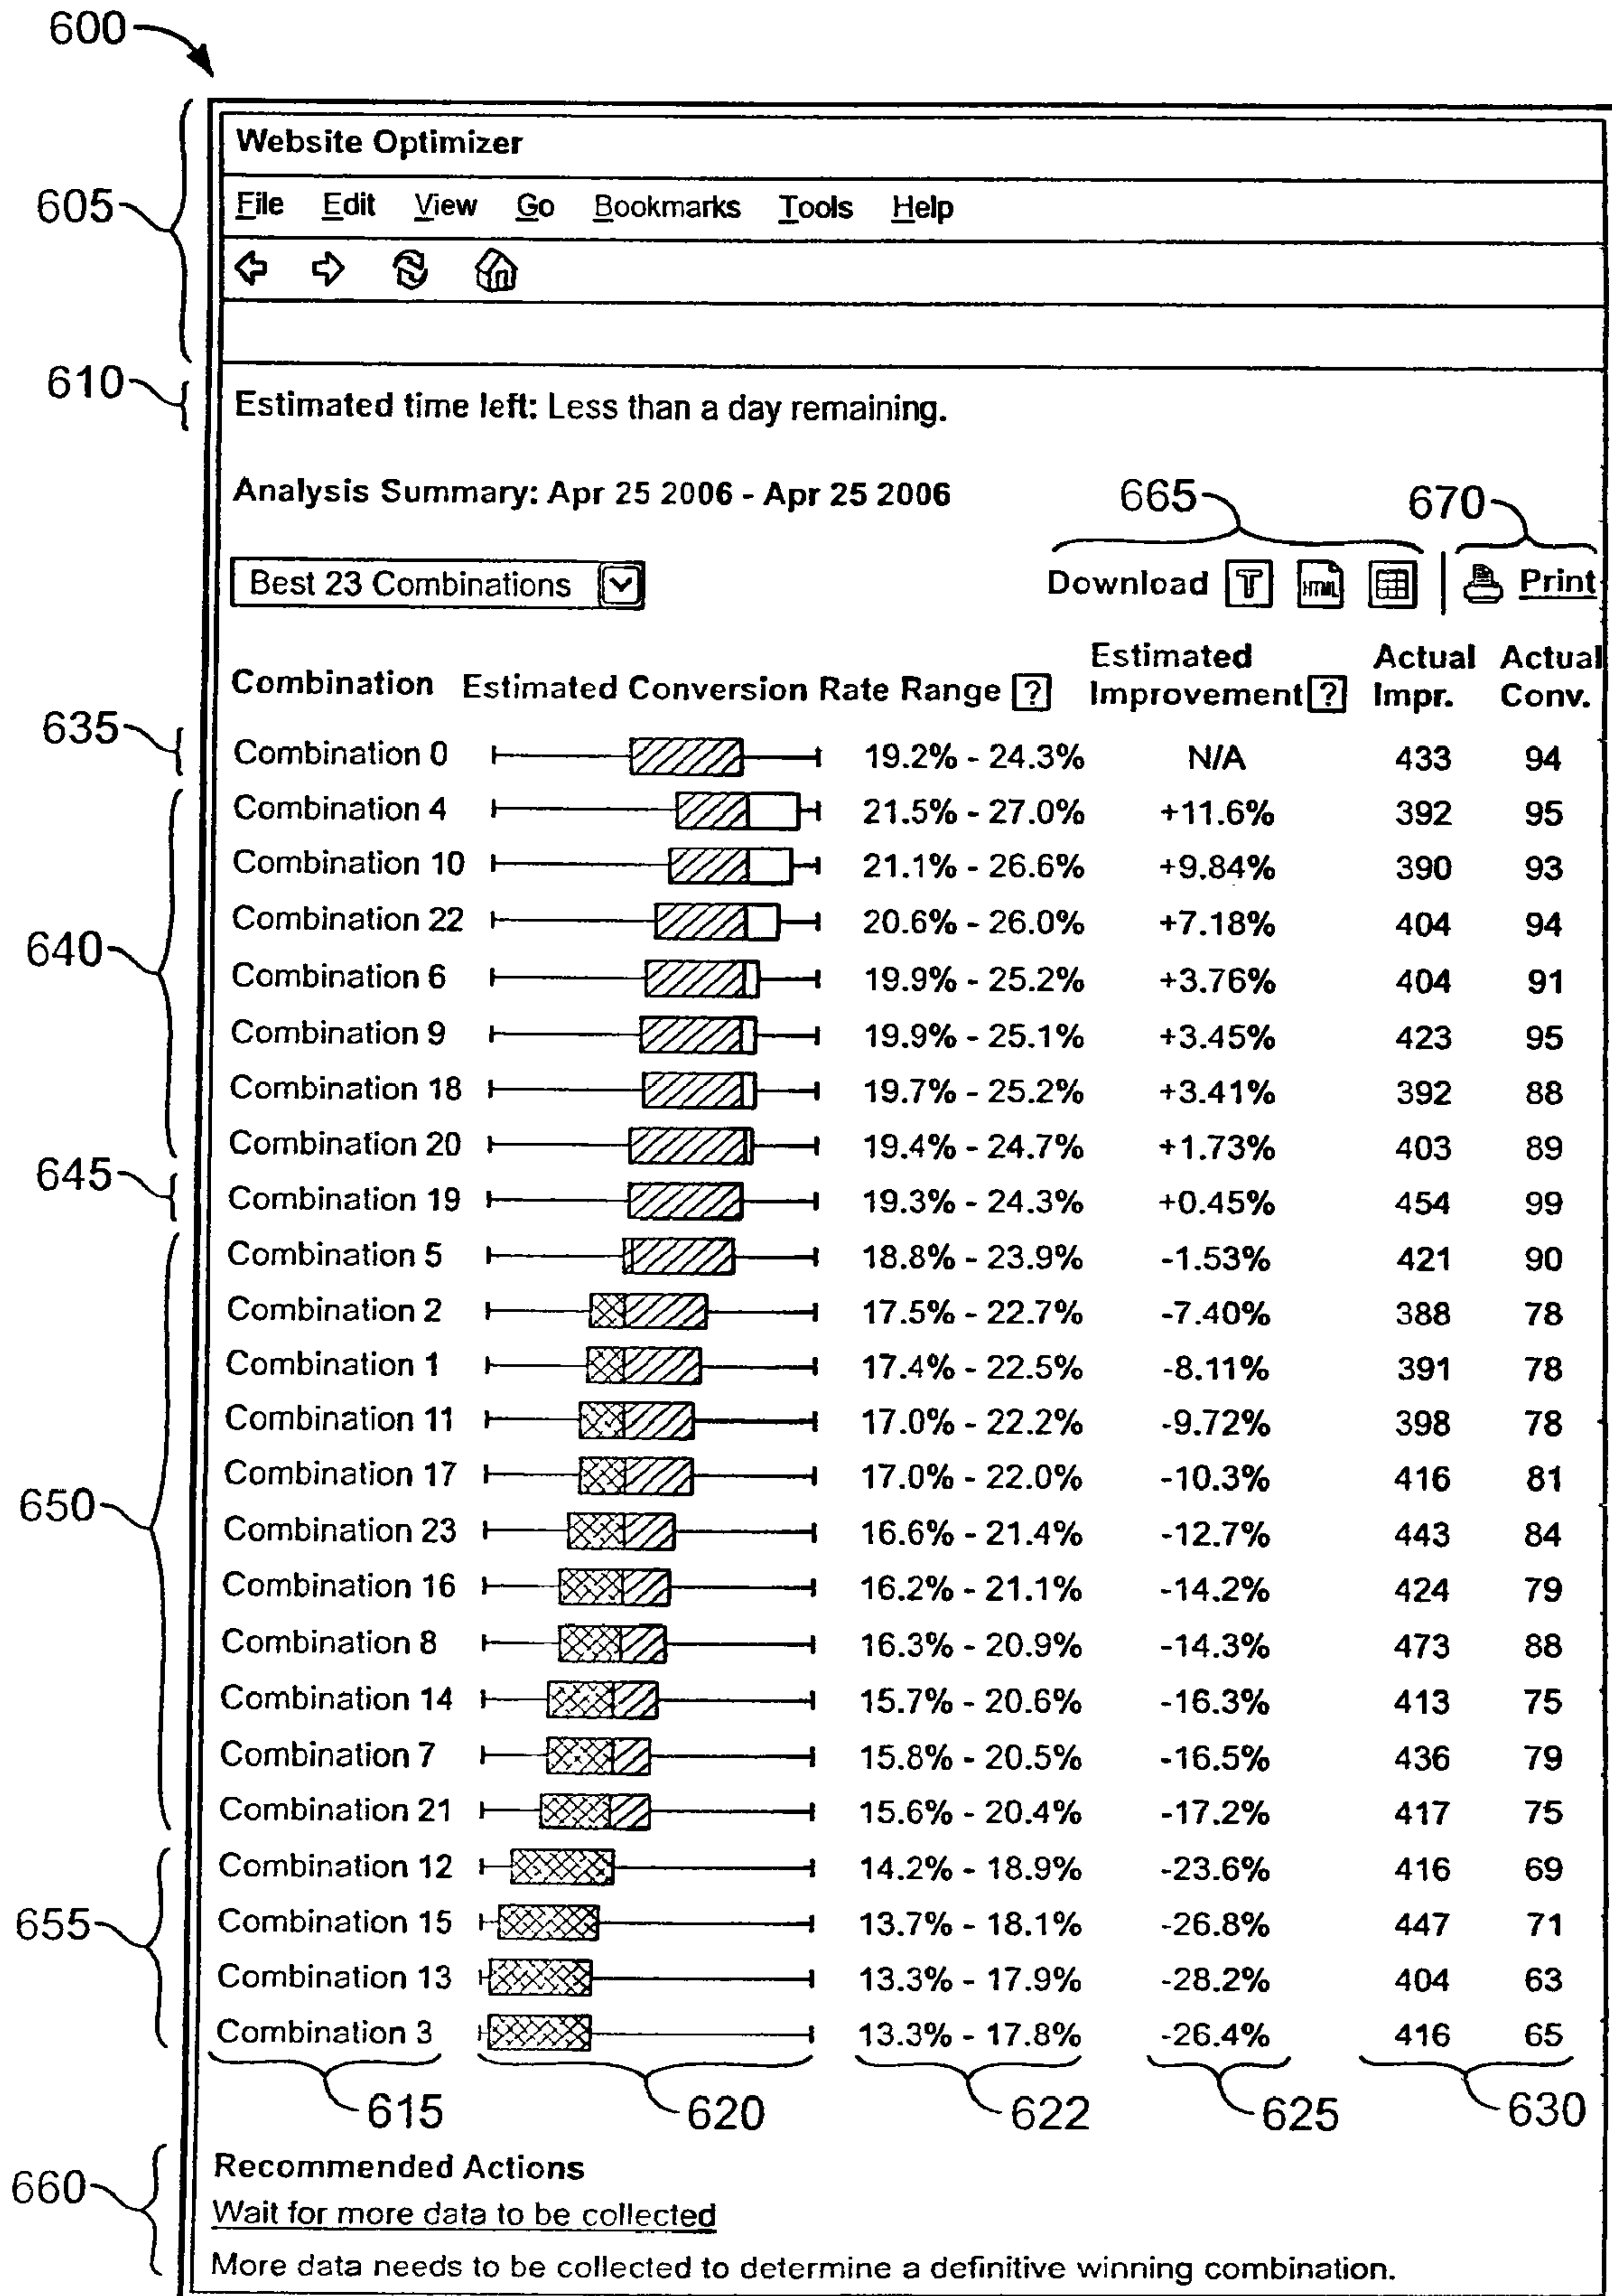 600
605
Website Optimizer
File Edit View Go Bookmarks Tools Help
610
Estimated time left: Less than a day remaining.
Analysis Summary: Apr 25 2006 - Apr 25 2006
665 670
Best 23 Combinations Download T HTML Print
Combination Estimated Conversion Rate Range ? Estimated Improvement ? Actual Impr. Actual Conv.
635
Combination 0 19.2% - 24.3% N/A 433 94
Combination 4 21.5% - 27.0% +11.6% 392 95
Combination 10 21.1% - 26.6% +9.84% 390 93
Combination 22 20.6% - 26.0% +7.18% 404 94
640
Combination 6 19.9% - 25.2% +3.76% 404 91
Combination 9 19.9% - 25.1% +3.45% 423 95
Combination 18 19.7% - 25.2% +3.41% 392 88
Combination 20 19.4% - 24.7% +1.73% 403 89
645
Combination 19 19.3% - 24.3% +0.45% 454 99
Combination 5 18.8% - 23.9% -1.53% 421 90
Combination 2 17.5% - 22.7% -7.40% 388 78
Combination 1 17.4% - 22.5% -8.11% 391 78
Combination 11 17.0% - 22.2% -9.72% 398 78
Combination 17 17.0% - 22.0% -10.3% 416 81
650
Combination 23 16.6% - 21.4% -12.7% 443 84
Combination 16 16.2% - 21.1% -14.2% 424 79
Combination 8 16.3% - 20.9% -14.3% 473 88
Combination 14 15.7% - 20.6% -16.3% 413 75
Combination 7 15.8% - 20.5% -16.5% 436 79
Combination 21 15.6% - 20.4% -17.2% 417 75
Combination 12 14.2% - 18.9% -23.6% 416 69
655
Combination 15 13.7% - 18.1% -26.8% 447 71
Combination 13 13.3% - 17.9% -28.2% 404 63
Combination 3 13.3% - 17.8% -26.4% 416 65
615 620 622 625 630
Recommended Actions
660
Wait for more data to be collected
More data needs to be collected to determine a definitive winning combination.